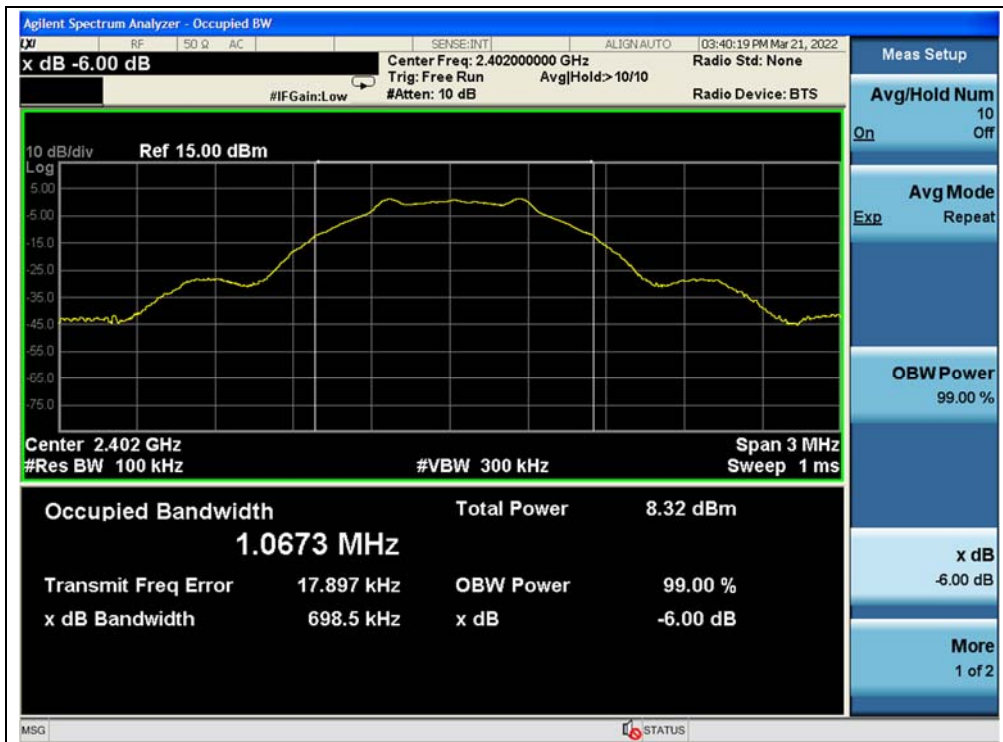 Agilent Spectrum Analyzer - Occupied BW
LXI RF 50 Ω AC SENSE:INT ALIGN AUTO 03:40:19 PM Mar 21, 2022
x dB -6.00 dB
Center Freq: 2.402000000 GHz Radio Std: None
Trig: Free Run Avg|Hold:> 10/10
#IFGain:Low #Atten: 10 dB Radio Device: BTS
10 dB/div Ref 15.00 dBm
Log
5.00
-5.00
-15.0
-25.0
-35.0
-45.0
-55.0
-65.0
-75.0
Center 2.402 GHz Span 3 MHz
#Res BW 100 kHz #VBW 300 kHz Sweep 1 ms
Occupied Bandwidth Total Power 8.32 dBm
1.0673 MHz
Transmit Freq Error 17.897 kHz OBW Power 99.00 %
x dB Bandwidth 698.5 kHz x dB -6.00 dB
Meas Setup
Avg/Hold Num
10
On Off
Avg Mode
Exp Repeat
OBW Power
99.00 %
x dB
-6.00 dB
More
1 of 2
MSG STATUS